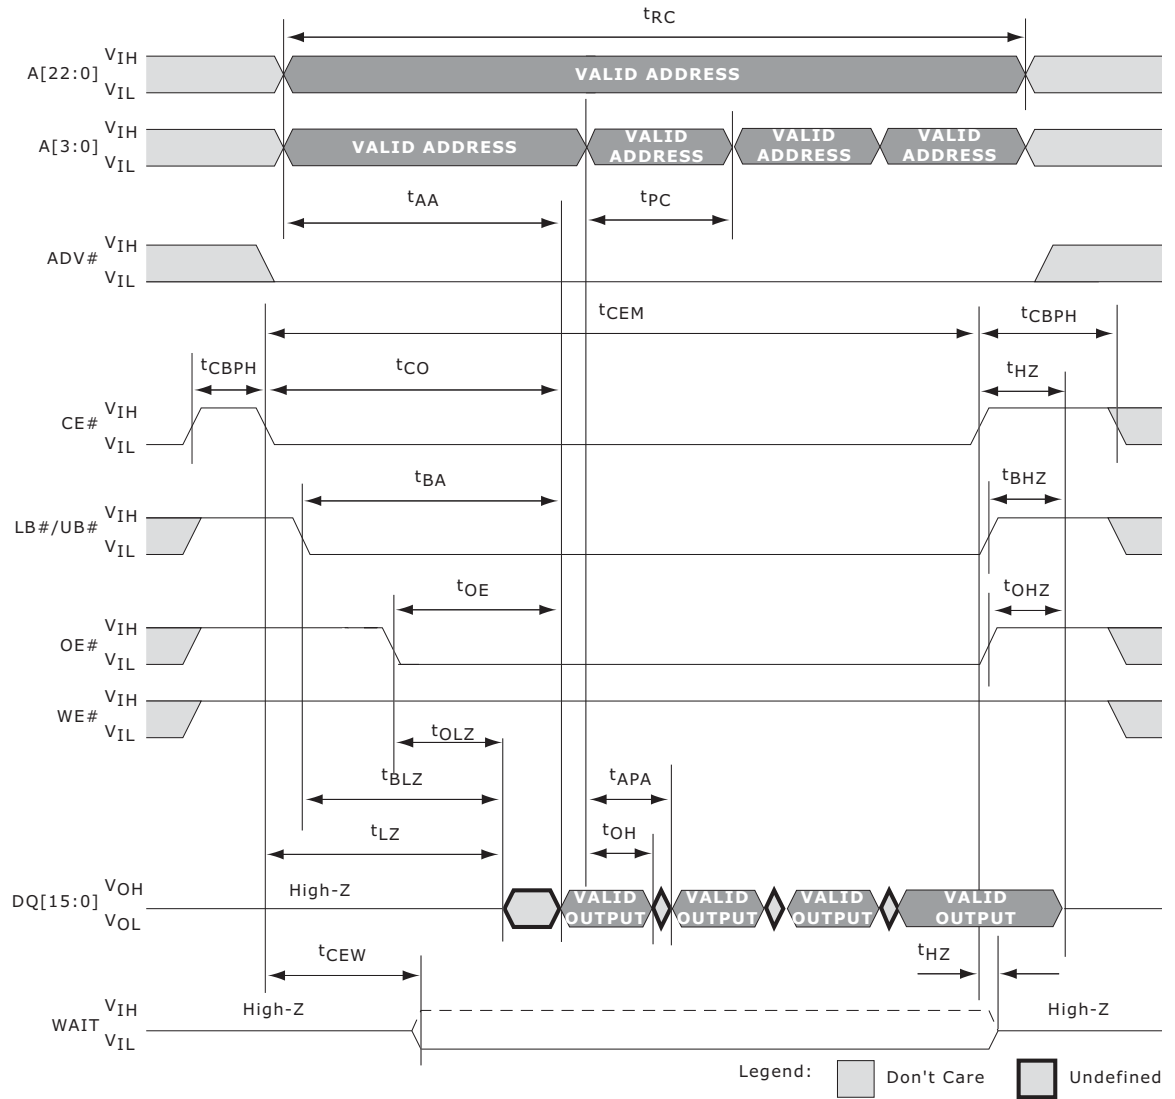 tRC
A[22:0] VIH
VIL
VALID ADDRESS
A[3:0] VIH
VIL
VALID ADDRESS
VALID
ADDRESS
VALID
ADDRESS
VALID
ADDRESS
tAA
tPC
ADV# VIH
VIL
tCEM
tCBPH
tCBPH
tCO
tHZ
CE# VIH
VIL
tBA
tBHZ
LB#/UB# VIH
VIL
tOE
tOHZ
OE# VIH
VIL
WE# VIH
VIL
tOLZ
tBLZ
tAPA
tLZ
tOH
DQ[15:0] VOH
VOL
High-Z
VALID
OUTPUT
VALID
OUTPUT
VALID
OUTPUT
VALID
OUTPUT
tCEW
tHZ
WAIT VIH
VIL
High-Z
High-Z
Legend: Don't Care Undefined